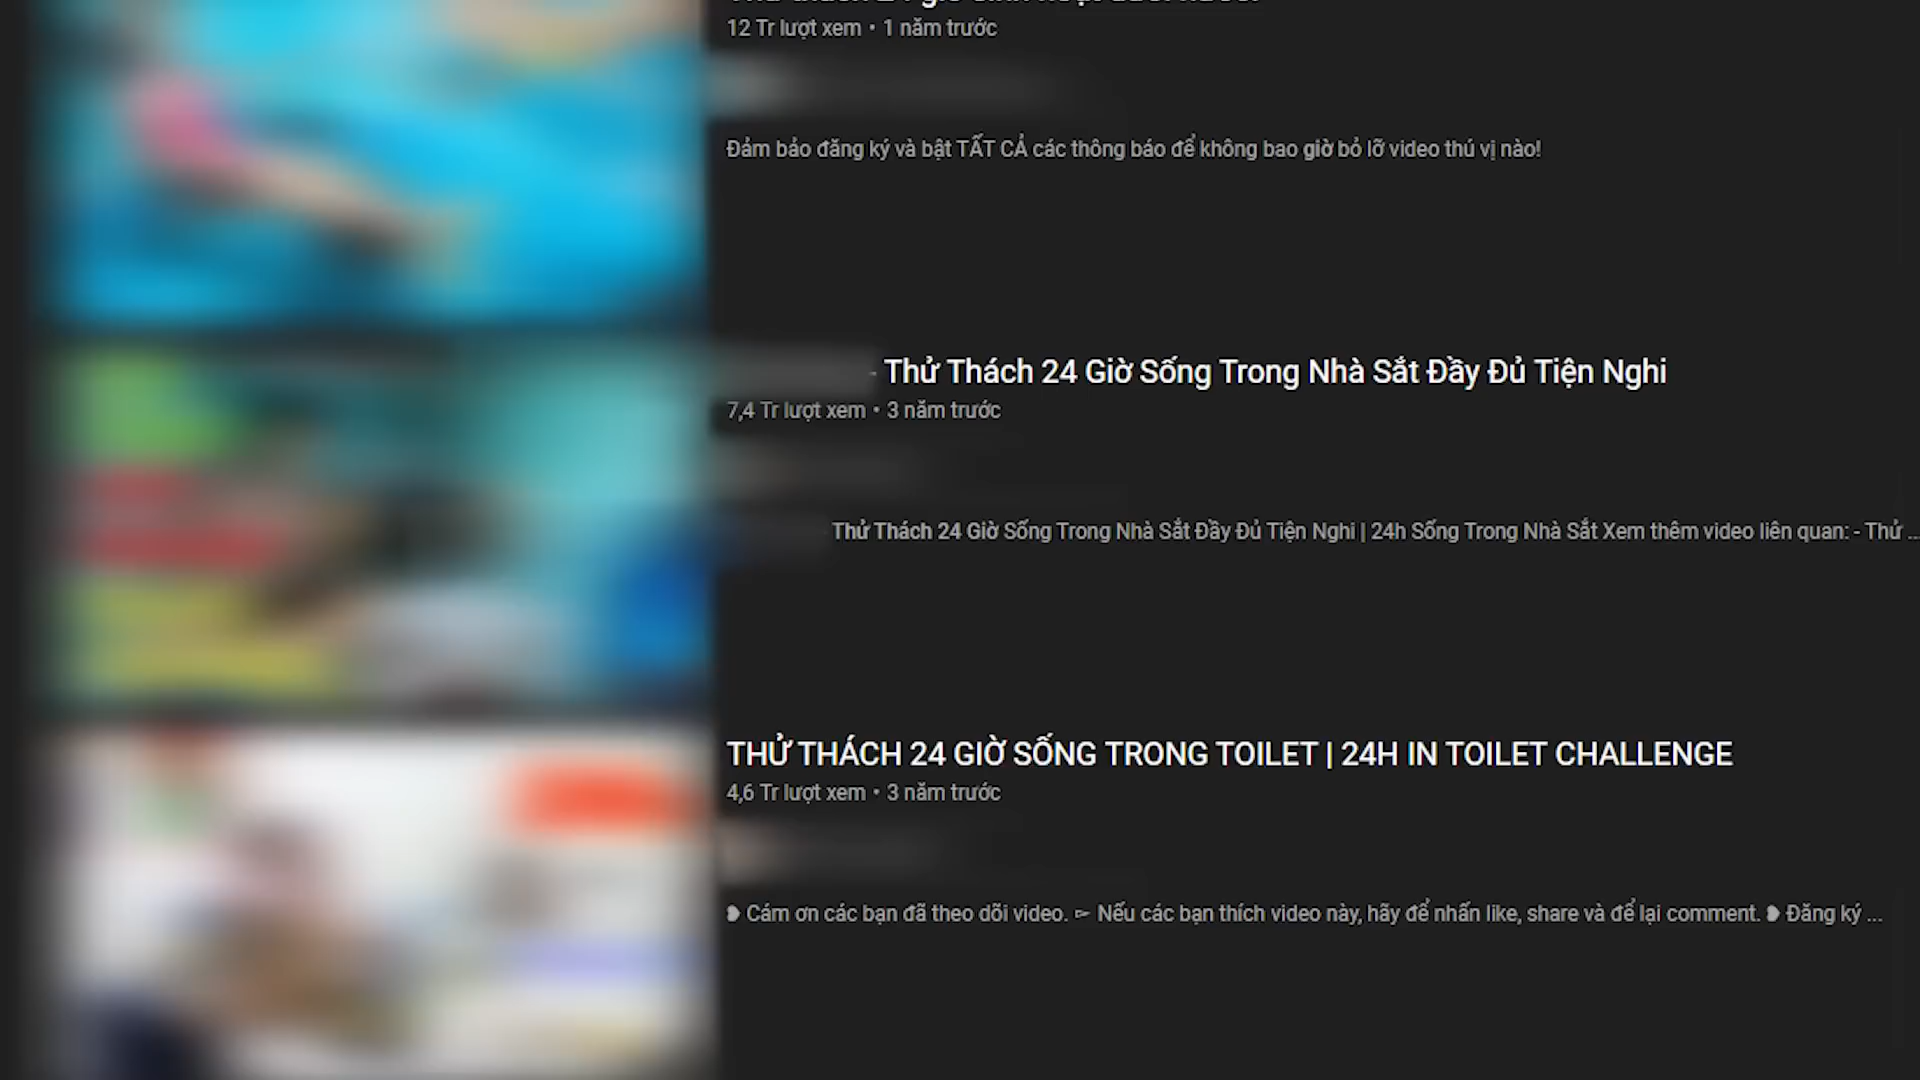 12 Tr lượt xem • 1 năm trước
Đảm bảo đăng ký và bật TẤT CẢ các thông báo để không bao giờ bỏ lỡ video thú vị nào!
- Thử Thách 24 Giờ Sống Trong Nhà Sắt Đầy Đủ Tiện Nghi
7,4 Tr lượt xem • 3 năm trước
Thử Thách 24 Giờ Sống Trong Nhà Sắt Đầy Đủ Tiện Nghi | 24h Sống Trong Nhà Sắt Xem thêm video liên quan: - Thử ...
THỬ THÁCH 24 GIỜ SỐNG TRONG TOILET | 24H IN TOILET CHALLENGE
4,6 Tr lượt xem • 3 năm trước
❥ Cám ơn các bạn đã theo dõi video. ➛ Nếu các bạn thích video này, hãy để nhấn like, share và để lại comment. ❥ Đăng ký ...